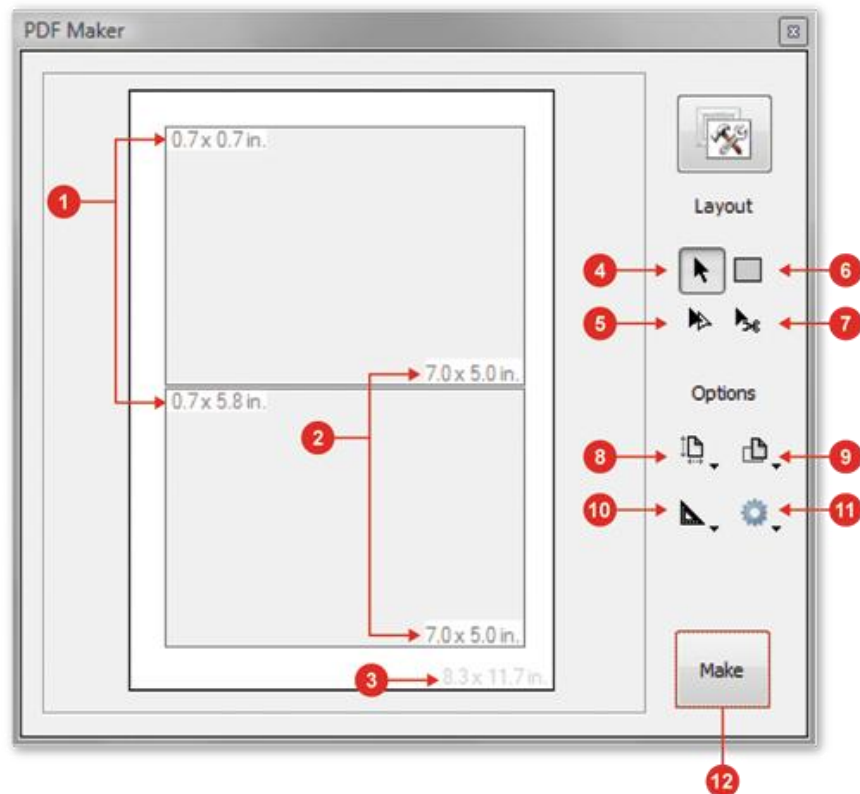 PDF Maker
0.7 x 0.7 in.
1
Layout
4
6
5
7
7.0 x 5.0 in.
0.7 x 5.8 in.
Options
2
8
9
10
11
7.0 x 5.0 in.
3
8.3 x 11.7 in.
Make
12